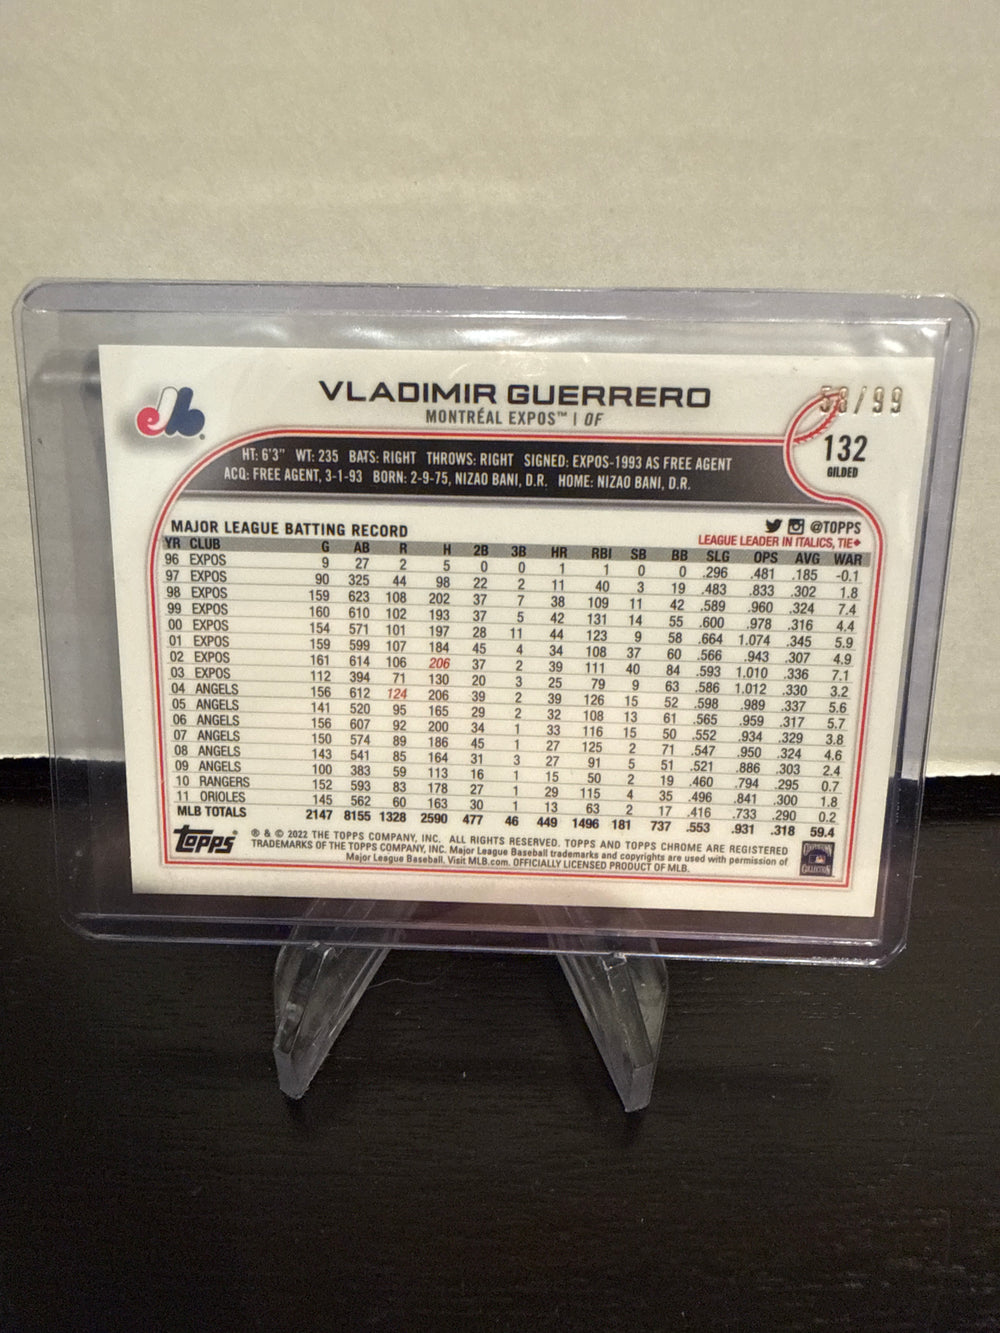 VLADIMIR GUERRERO
MONTRÉAL EXPOS™ | OF
/99
132
GILDED
HT: 6'3" WT: 235 BATS: RIGHT THROWS: RIGHT SIGNED: EXPOS-1993 AS FREE AGENT
ACQ: FREE AGENT, 3-1-93 BORN: 2-9-75, NIZAO BANI, D.R. HOME: NIZAO BANI, D.R.
MAJOR LEAGUE BATTING RECORD
@TOPPS
LEAGUE LEADER IN ITALICS, TIE♦
YR CLUB G AB R H 2B 3B HR RBI SB BB SLG OPS AVG WAR
96 EXPOS 9 27 2 5 0 0 1 1 0 0 .296 .481 .185 -0.1
97 EXPOS 90 325 44 98 22 2 11 40 3 19 .483 .833 .302 1.8
98 EXPOS 159 623 108 202 37 7 38 109 11 42 .589 .960 .324 7.4
99 EXPOS 160 610 102 193 37 5 42 131 14 55 .600 .978 .316 4.4
00 EXPOS 154 571 101 197 28 11 44 123 9 58 .664 1.074 .345 5.9
01 EXPOS 159 599 107 184 45 4 34 108 37 60 .566 .943 .307 4.9
02 EXPOS 161 614 106 206 37 2 39 111 40 84 .593 1.010 .336 7.1
03 EXPOS 112 394 71 130 20 3 25 79 9 63 .586 1.012 .330 3.2
04 ANGELS 156 612 124 206 39 2 39 126 15 52 .598 .989 .337 5.6
05 ANGELS 141 520 95 165 29 2 32 108 13 61 .565 .959 .317 5.7
06 ANGELS 156 607 92 200 34 1 33 116 15 50 .552 .934 .329 3.8
07 ANGELS 150 574 89 186 45 1 27 125 2 71 .547 .950 .324 4.6
08 ANGELS 143 541 85 164 31 3 27 91 5 51 .521 .886 .303 2.4
09 ANGELS 100 383 59 113 16 1 15 50 2 19 .460 .794 .295 0.7
10 RANGERS 152 593 83 178 27 1 29 115 4 35 .496 .841 .300 1.8
11 ORIOLES 145 562 60 163 30 1 13 63 2 17 .416 .733 .290 0.2
MLB TOTALS 2147 8155 1328 2590 477 46 449 1496 181 737 .553 .931 .318 59.4
topps®
® & © 2022 THE TOPPS COMPANY, INC. ALL RIGHTS RESERVED. TOPPS AND TOPPS CHROME ARE REGISTERED
TRADEMARKS OF THE TOPPS COMPANY, INC. Major League Baseball trademarks and copyrights are used with permission of
Major League Baseball. Visit MLB.com. OFFICIALLY LICENSED PRODUCT OF MLB.
COOPERSTOWN
COLLECTION